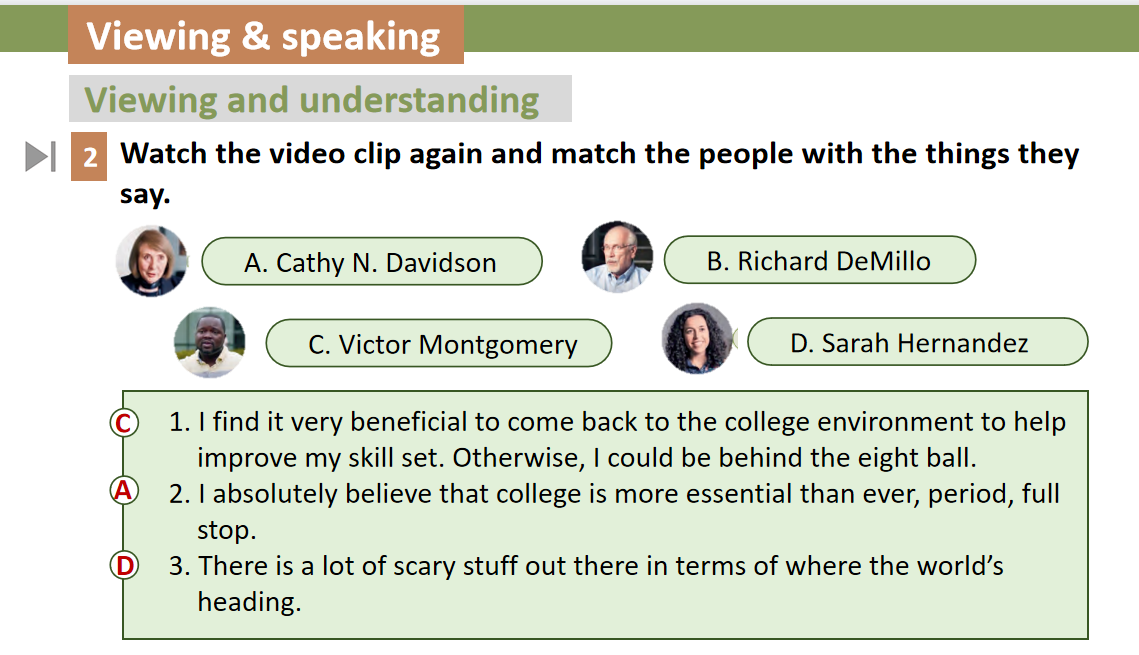 Viewing & speaking
Viewing and understanding
2 Watch the video clip again and match the people with the things they
say.
A. Cathy N. Davidson
B. Richard DeMillo
C. Victor Montgomery
D. Sarah Hernandez
C 1. I find it very beneficial to come back to the college environment to help
improve my skill set. Otherwise, I could be behind the eight ball.
A 2. I absolutely believe that college is more essential than ever, period, full
stop.
D 3. There is a lot of scary stuff out there in terms of where the world’s
heading.